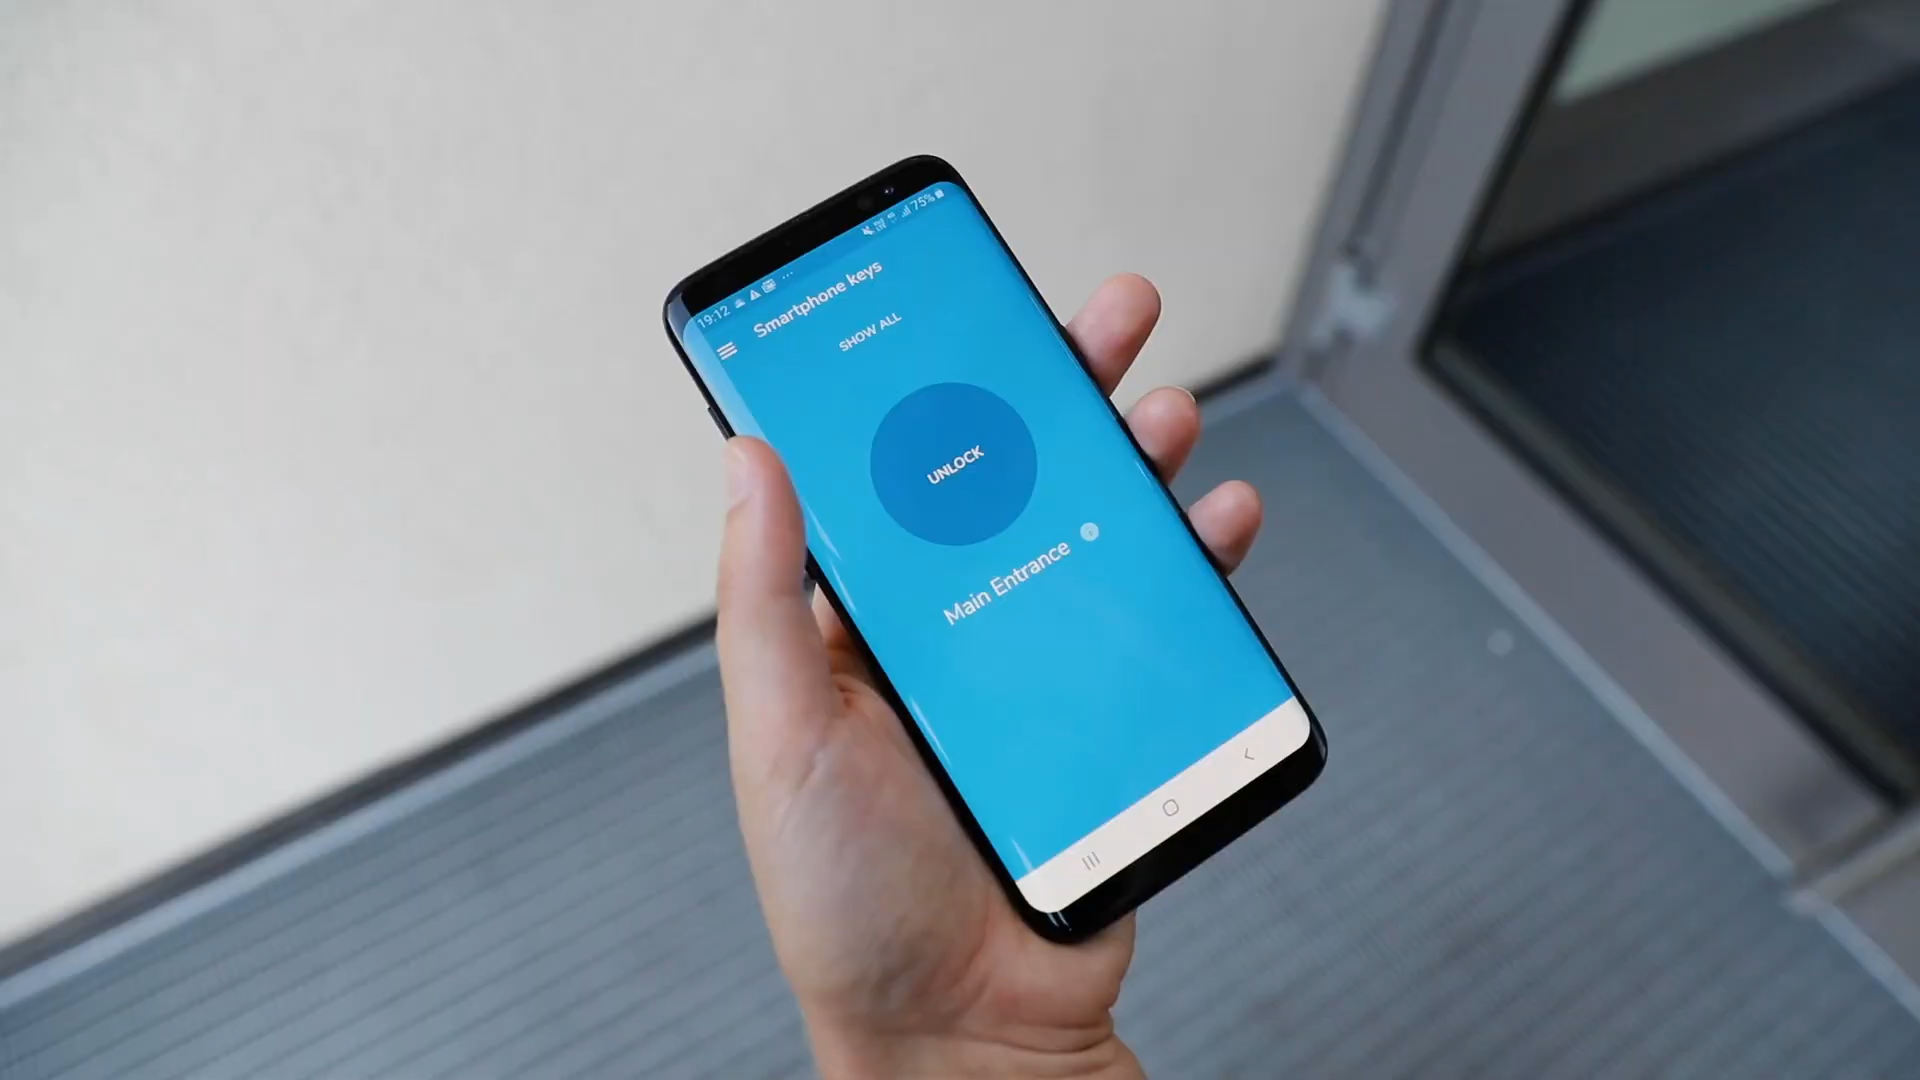 19:12
75%
Smartphone keys
SHOW ALL
UNLOCK
Main Entrance